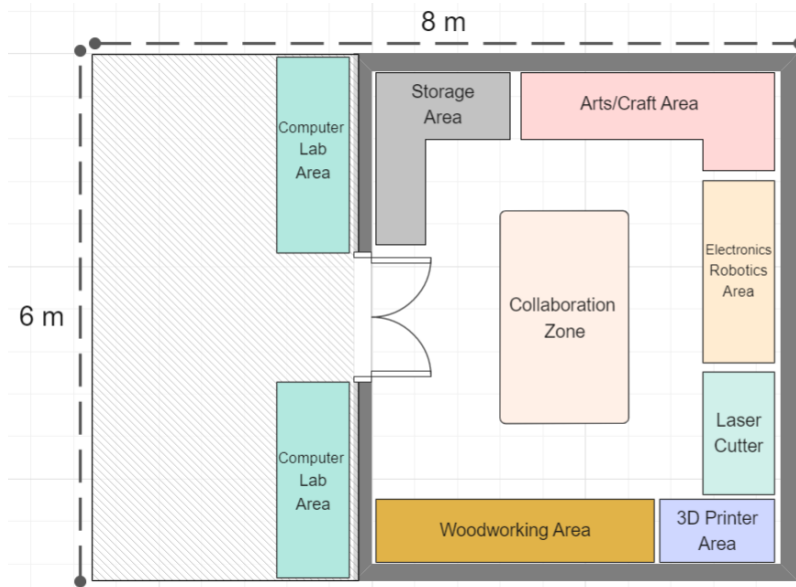 8 m
6 m
Computer
Lab
Area
Storage
Area
Arts/Craft Area
Electronics
Robotics
Area
Collaboration
Zone
Laser
Cutter
Computer
Lab
Area
Woodworking Area
3D Printer
Area